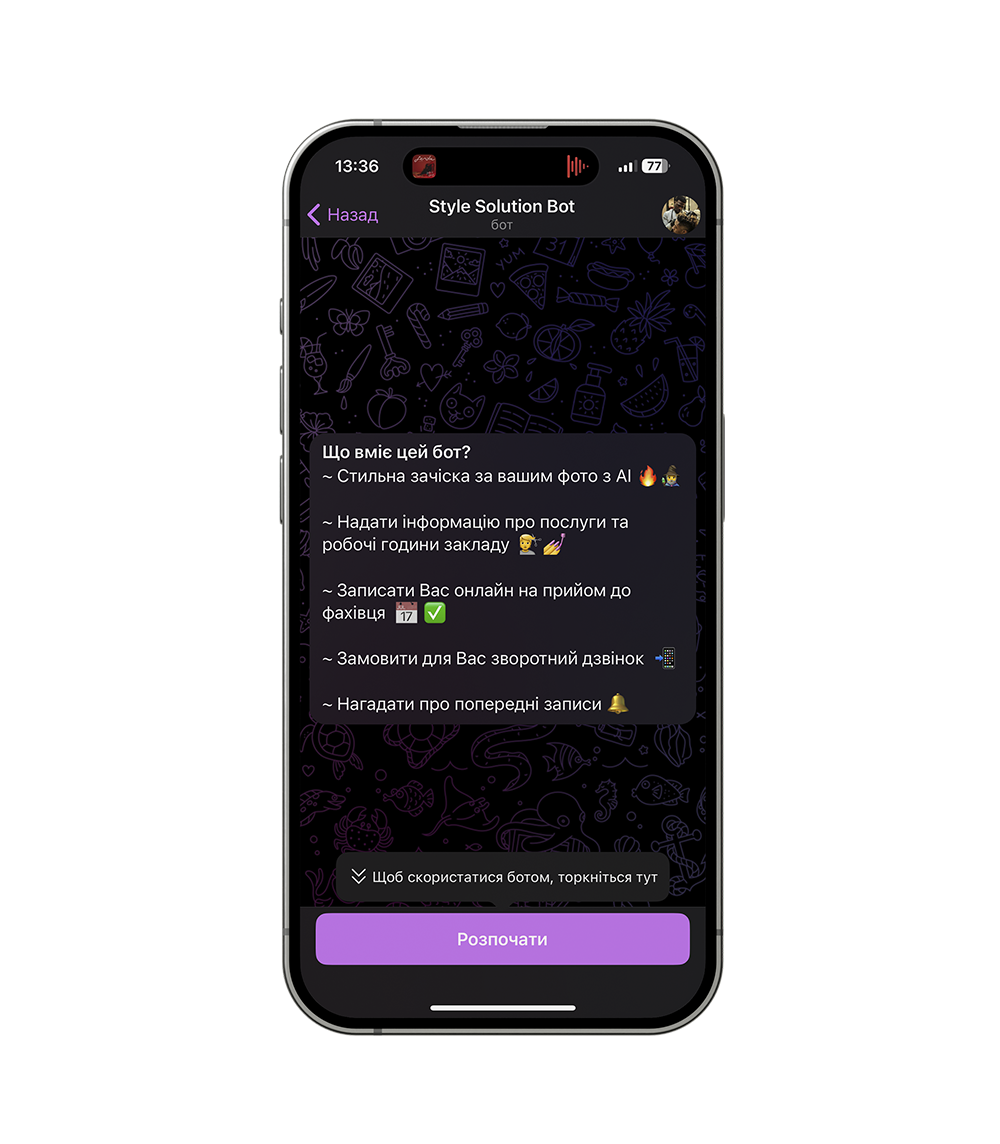 13:36
77
Назад
Style Solution Bot
бот
YUM
31
Що вміє цей бот?
~ Стильна зачіска за вашим фото з AI 🔥🧙
~ Надати інформацію про послуги та
робочі години закладу 💇💅
~ Записати Вас онлайн на прийом до
фахівця 📅✅
~ Замовити для Вас зворотний дзвінок 📲
~ Нагадати про попередні записи 🔔
Щоб скористатися ботом, торкніться тут
Розпочати